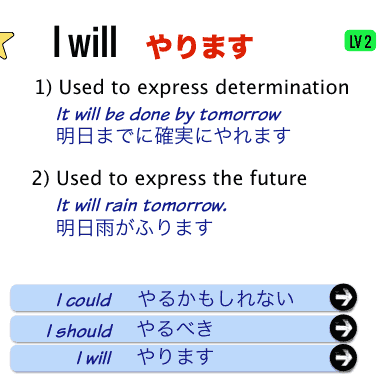 I will やります LV 2
1) Used to express determination
It will be done by tomorrow
明日までに確実にやれます
2) Used to express the future
It will rain tomorrow.
明日雨がふります
I could やるかもしれない
I should やるべき
I will やります